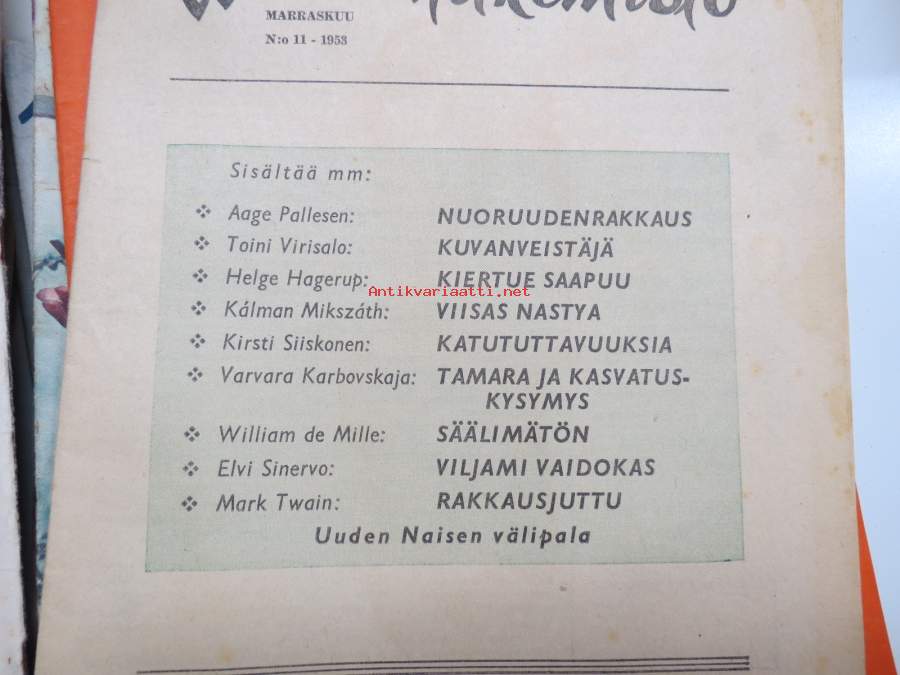 MARRASKUU
N:o 11 - 1953
Sisältää mm:
❖ Aage Pallesen: NUORUUDENRAKKAUS
❖ Toini Virisalo: KUVANVEISTÄJÄ
❖ Helge Hagerup: KIERTUE SAAPUU
Antikvariaatti.net
❖ Kálman Mikszáth: VIISAS NASTYA
❖ Kirsti Siiskonen: KATUTUTTAVUUKSIA
❖ Varvara Karbovskaja: TAMARA JA KASVATUS-
KYSYMYS
❖ William de Mille: SÄÄLIMÄTÖN
❖ Elvi Sinervo: VILJAMI VAIDOKAS
❖ Mark Twain: RAKKAUSJUTTU
Uuden Naisen välipala